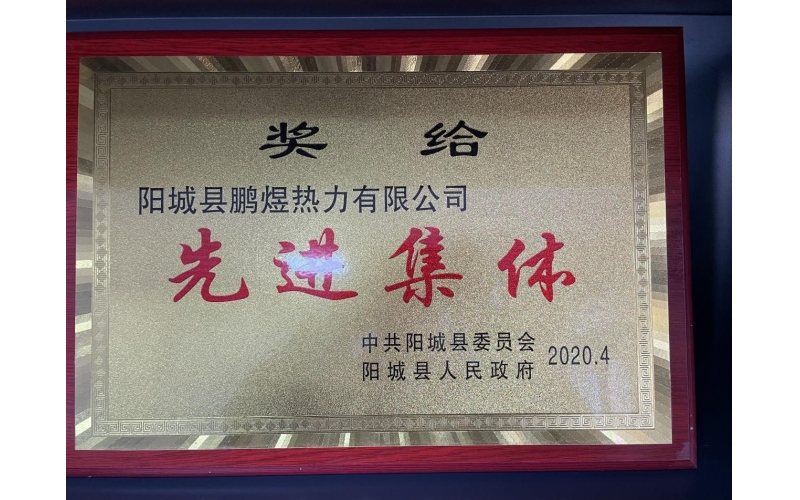 奖给
阳城县鹏煜热力有限公司
先进集体
中共阳城县委员会
阳城县人民政府 2020.4